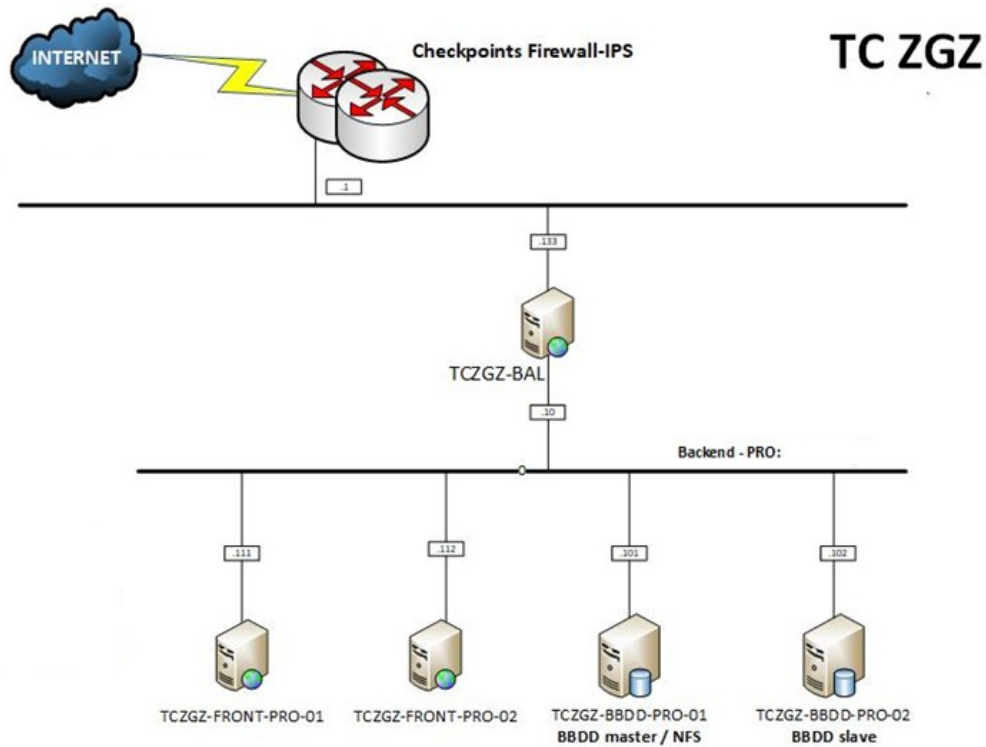 INTERNET
Checkpoints Firewall-IPS
TC ZGZ
.1
.133
TCZGZ-BAL
.10
Backend - PRO:
.111
.112
.101
.102
TCZGZ-FRONT-PRO-01
TCZGZ-FRONT-PRO-02
TCZGZ-BBDD-PRO-01
BBDD master / NFS
TCZGZ-BBDD-PRO-02
BBDD slave